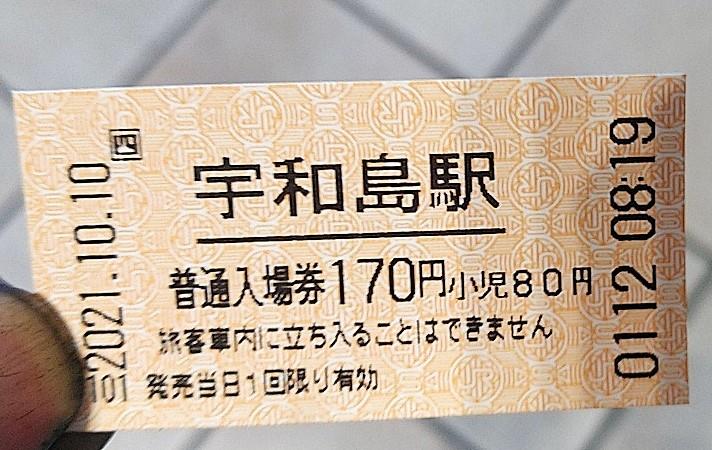 2021.10.10 四
101
宇和島駅
普通入場券170円小児80円
旅客車内に立ち入ることはできません
発売当日1回限り有効
0112 08:19